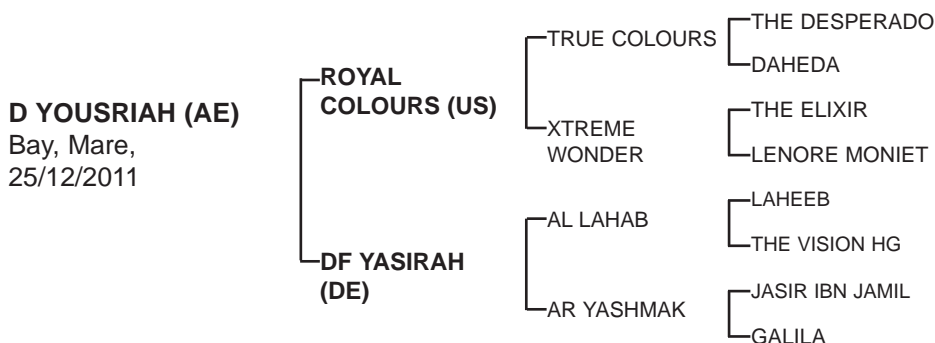 D YOUSRIAH (AE)
Bay, Mare,
25/12/2011
ROYAL
COLOURS (US)
DF YASIRAH
(DE)
TRUE COLOURS
XTREME
WONDER
AL LAHAB
AR YASHMAK
THE DESPERADO
DAHEDA
THE ELIXIR
LENORE MONIET
LAHEEB
THE VISION HG
JASIR IBN JAMIL
GALILA